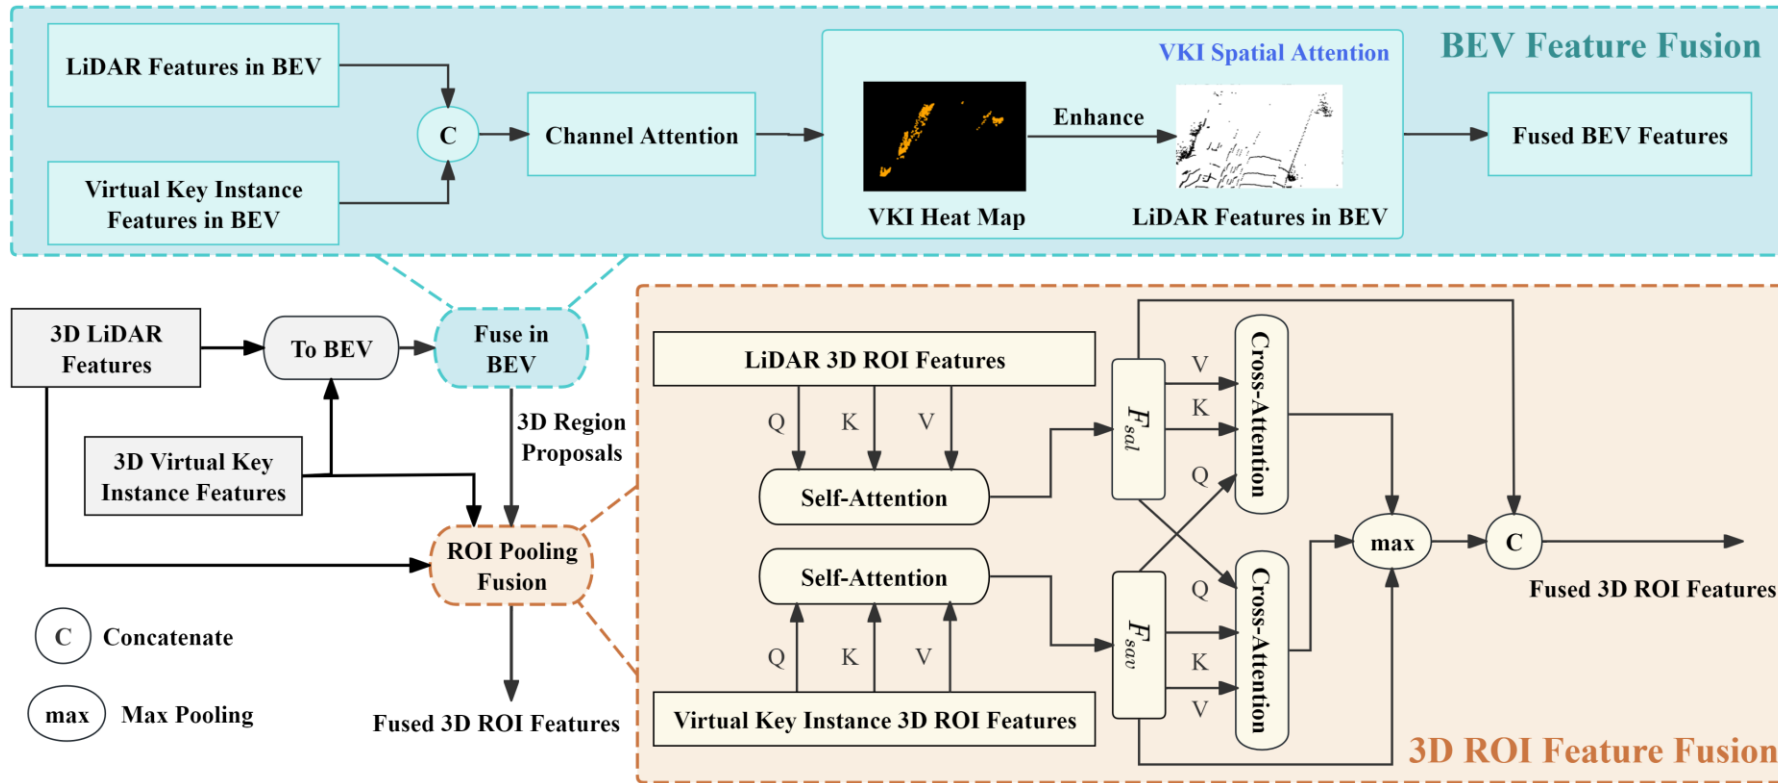 BEV Feature Fusion
LiDAR Features in BEV
Virtual Key Instance
Features in BEV
C
Channel Attention
VKI Spatial Attention
Enhance
VKI Heat Map
LiDAR Features in BEV
Fused BEV Features
3D LiDAR
Features
To BEV
Fuse in
BEV
3D Region
Proposals
3D Virtual Key
Instance Features
ROI Pooling
Fusion
Fused 3D ROI Features
C
Concatenate
max
Max Pooling
LiDAR 3D ROI Features
Q
K
V
Self-Attention
Self-Attention
Q
K
V
Virtual Key Instance 3D ROI Features
F_sal
F_sav
V
K
Q
Q
K
V
Cross-Attention
Cross-Attention
max
C
Fused 3D ROI Features
3D ROI Feature Fusion